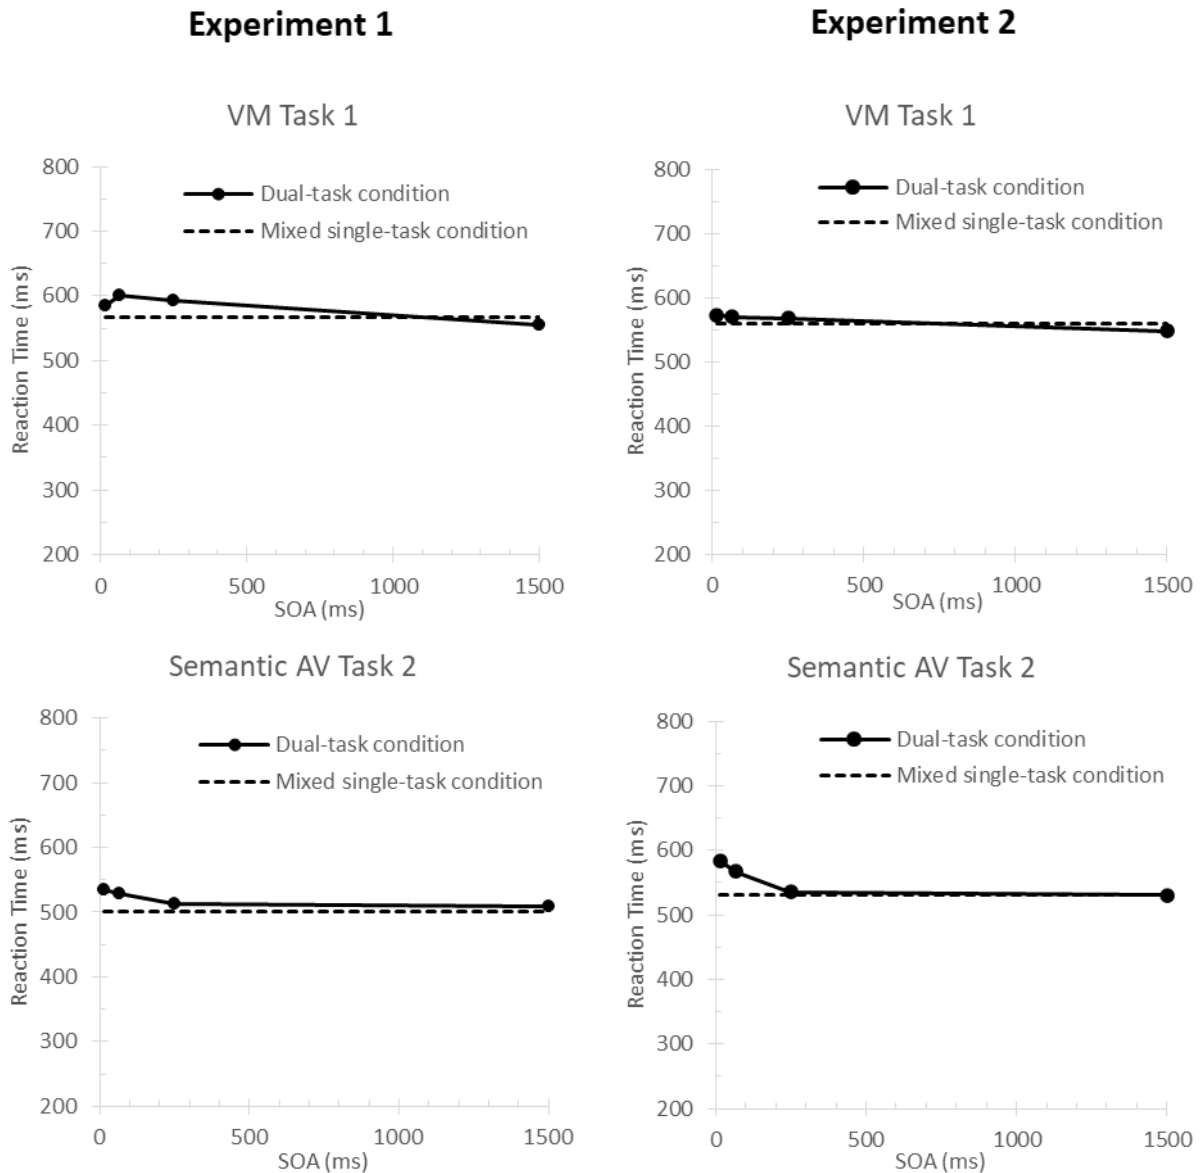 Experiment 1
Experiment 2
VM Task 1
800
700
600
500
400
300
200
Reaction Time (ms)
Dual-task condition
Mixed single-task condition
0 500 1000 1500
SOA (ms)
VM Task 1
800
700
600
500
400
300
200
Reaction Time (ms)
Dual-task condition
Mixed single-task condition
0 500 1000 1500
SOA (ms)
Semantic AV Task 2
800
700
600
500
400
300
200
Reaction Time (ms)
Dual-task condition
Mixed single-task condition
0 500 1000 1500
SOA (ms)
Semantic AV Task 2
800
700
600
500
400
300
200
Reaction Time (ms)
Dual-task condition
Mixed single-task condition
0 500 1000 1500
SOA (ms)